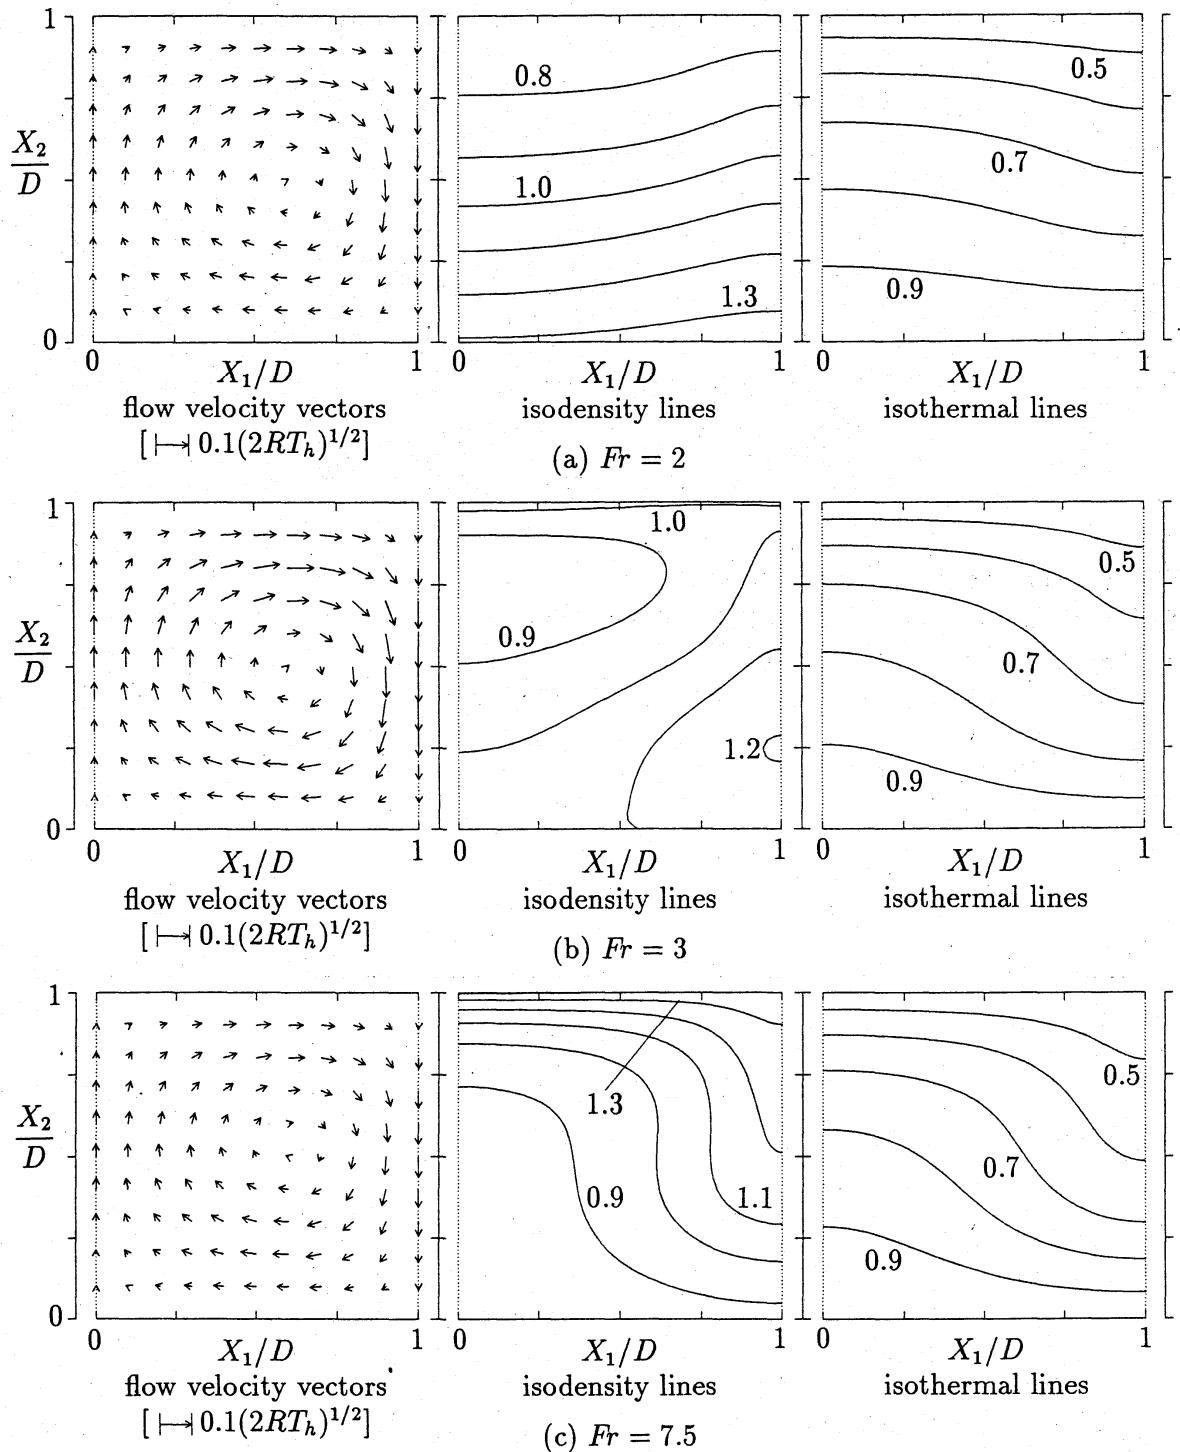 1
0.8
0.5
X₂/D
1.0
0.7
1.3
0.9
0
0 X₁/D 1
0 X₁/D 1
0 X₁/D 1
flow velocity vectors
isodensity lines
isothermal lines
[ ↦ 0.1(2RTₕ)^{1/2} ]
(a) Fr = 2
1
1.0
0.5
X₂/D
0.9
0.7
1.2
0.9
0
0 X₁/D 1
0 X₁/D 1
0 X₁/D 1
flow velocity vectors
isodensity lines
isothermal lines
[ ↦ 0.1(2RTₕ)^{1/2} ]
(b) Fr = 3
1
1.3
0.5
X₂/D
0.9
1.1
0.7
0.9
0
0 X₁/D 1
0 X₁/D 1
0 X₁/D 1
flow velocity vectors
isodensity lines
isothermal lines
[ ↦ 0.1(2RTₕ)^{1/2} ]
(c) Fr = 7.5